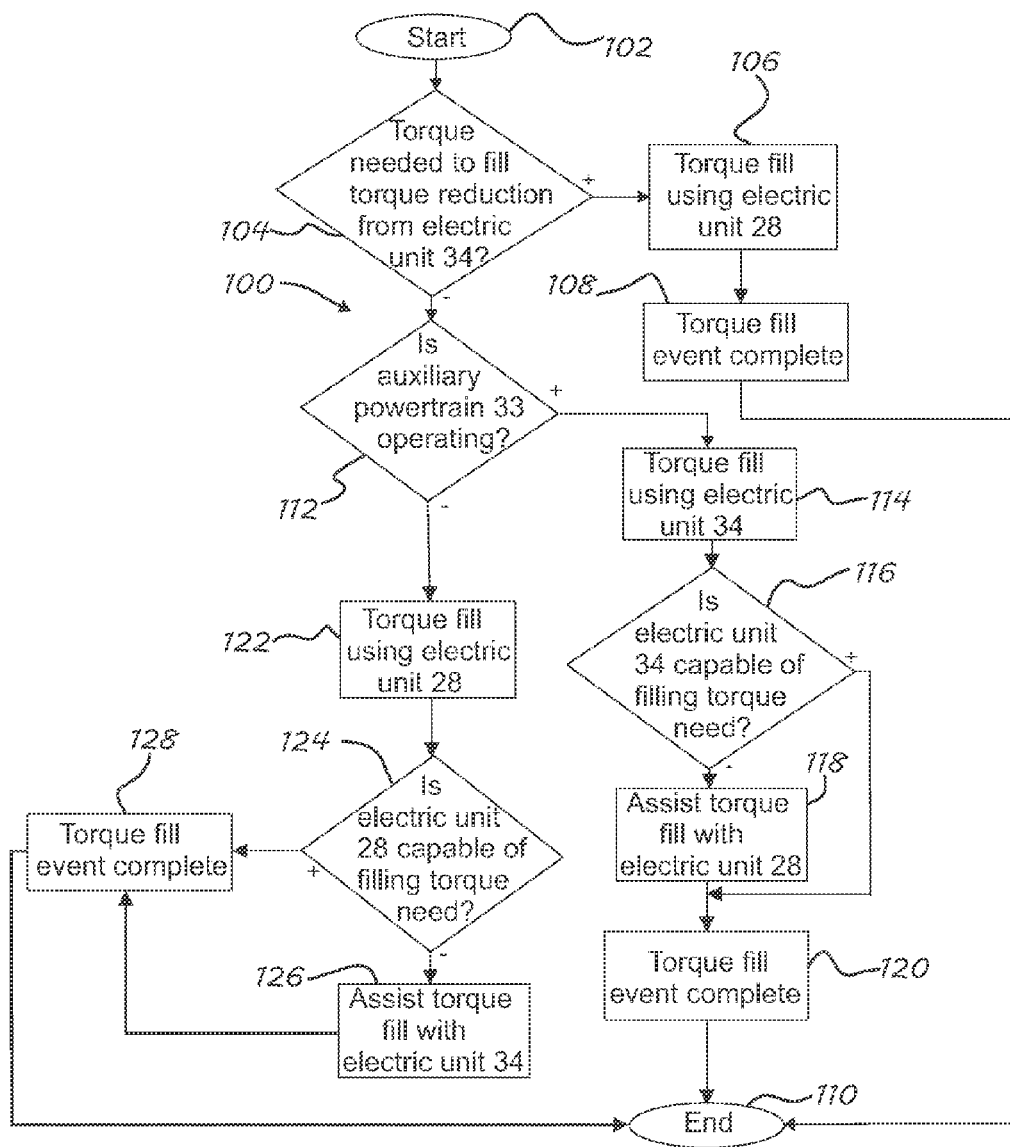 Start
102
Torque
needed to fill
torque reduction
from electric
unit 34?
+
-
104
106
Torque fill
using electric
unit 28
100
108
Torque fill
event complete
Is
auxiliary
powertrain 33
operating?
+
-
112
Torque fill
using electric
unit 34
114
116
Is
electric unit
34 capable of
filling torque
need?
+
-
122
Torque fill
using electric
unit 28
118
Assist torque
fill with
electric unit 28
124
Is
electric unit
28 capable of
filling torque
need?
+
-
128
Torque fill
event complete
126
Assist torque
fill with
electric unit 34
Torque fill
event complete
120
110
End